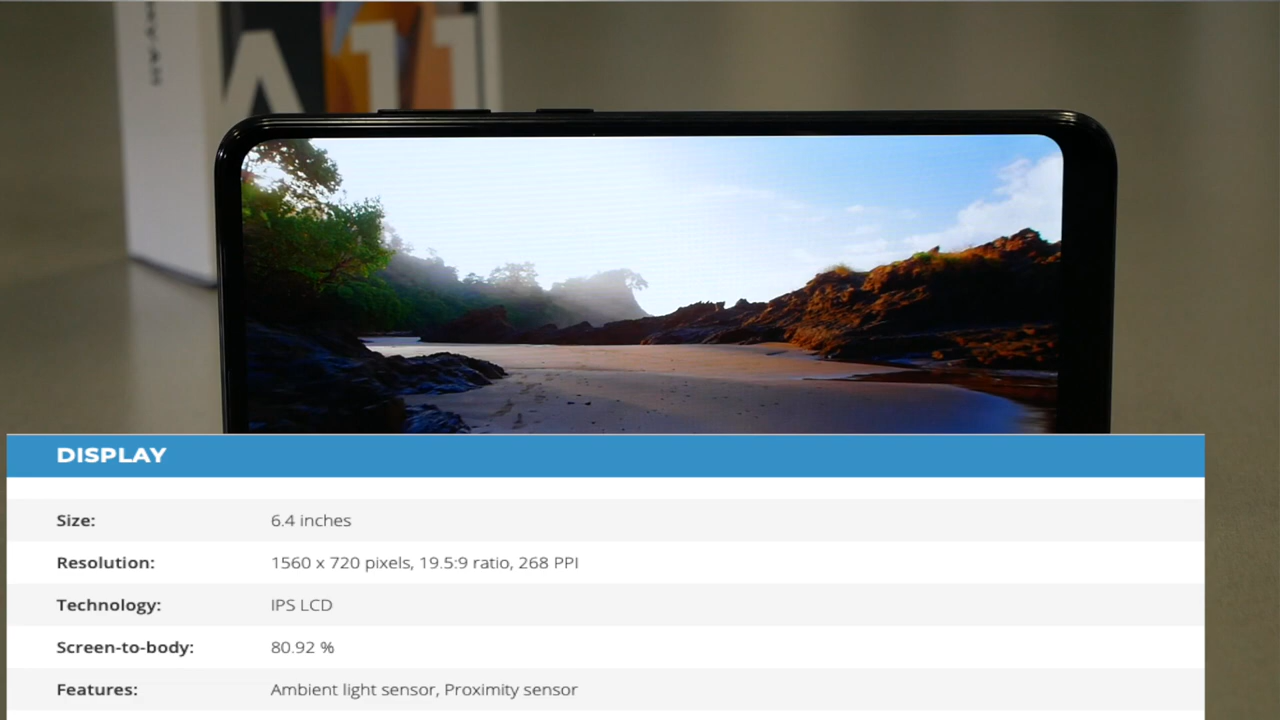 A11
DISPLAY
Size: 6.4 inches
Resolution: 1560 x 720 pixels, 19.5:9 ratio, 268 PPI
Technology: IPS LCD
Screen-to-body: 80.92 %
Features: Ambient light sensor, Proximity sensor